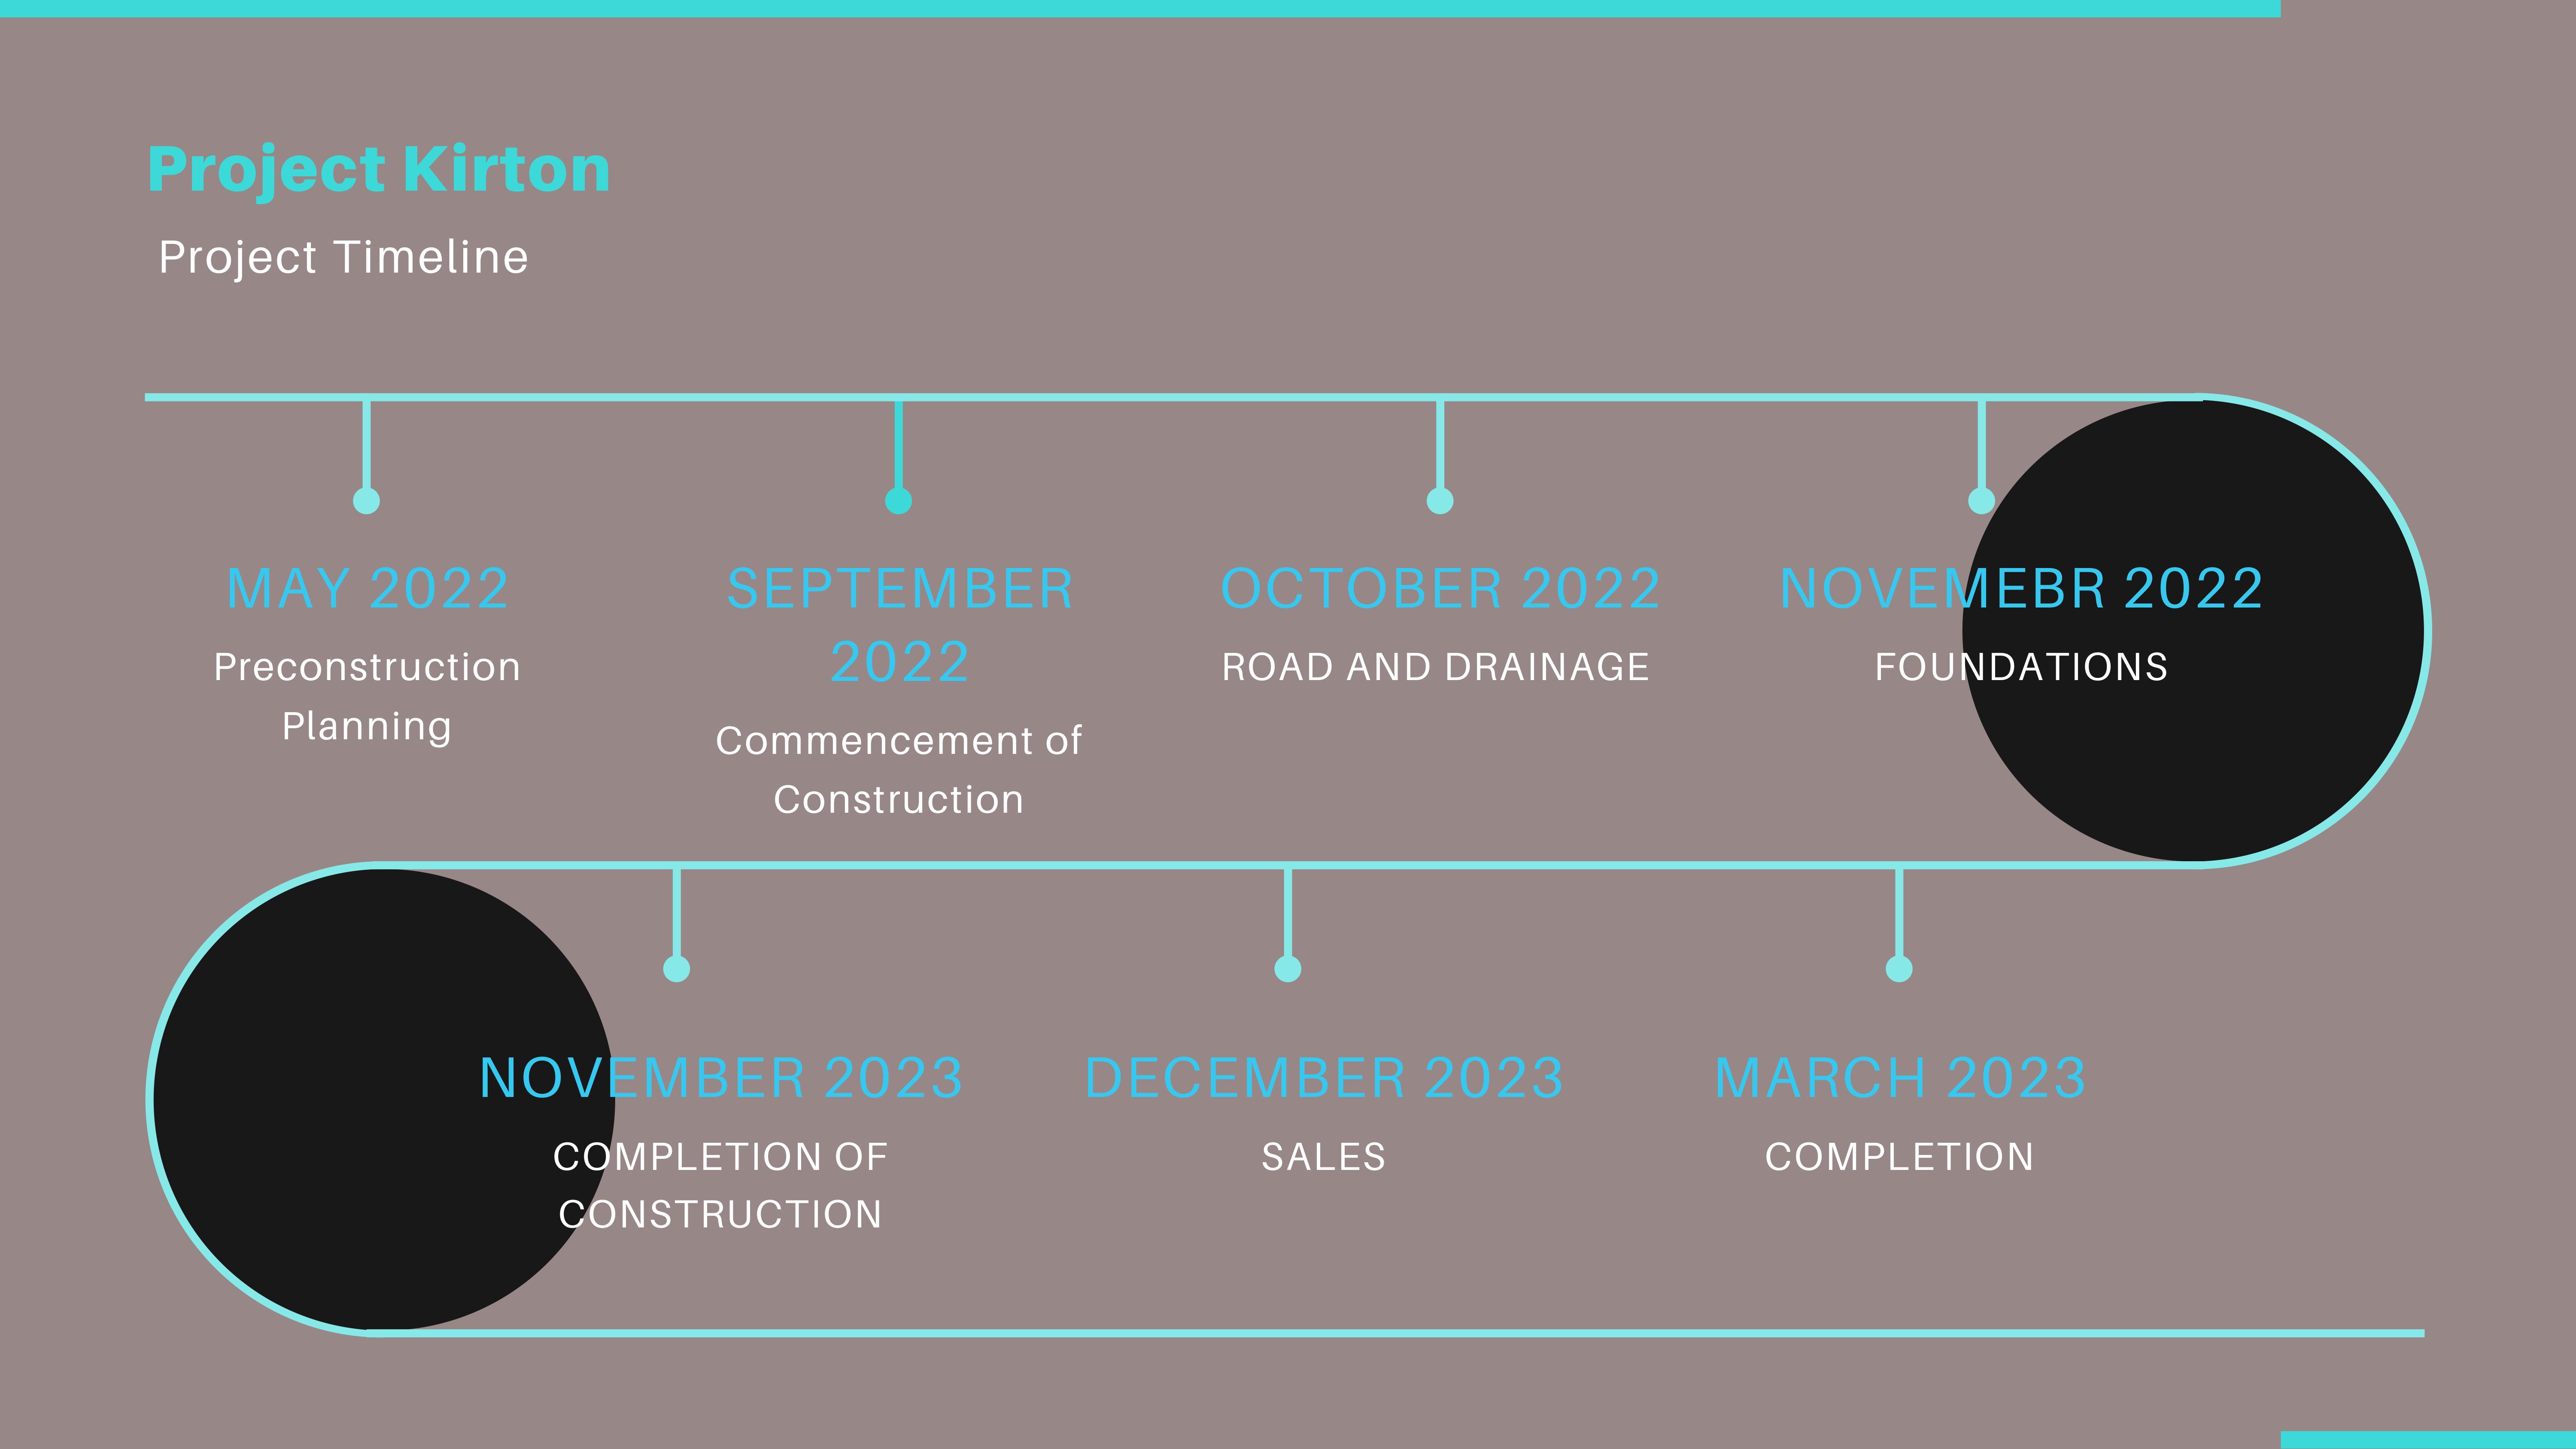 Project Kirton
Project Timeline
MAY 2022
Preconstruction
Planning
SEPTEMBER
2022
Commencement of
Construction
OCTOBER 2022
ROAD AND DRAINAGE
NOVEMEBR 2022
FOUNDATIONS
NOVEMBER 2023
COMPLETION OF
CONSTRUCTION
DECEMBER 2023
SALES
MARCH 2023
COMPLETION